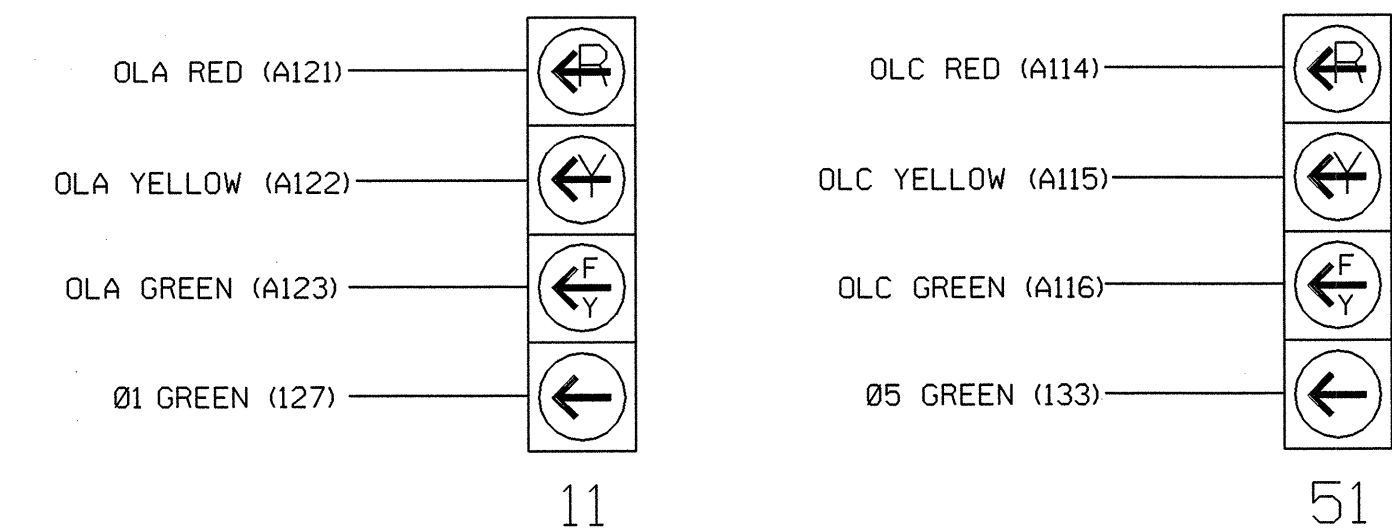 OLA RED (A121)
R
OLA YELLOW (A122)
Y
OLA GREEN (A123)
F
Y
Ø1 GREEN (127)
11
OLC RED (A114)
R
OLC YELLOW (A115)
Y
OLC GREEN (A116)
F
Y
Ø5 GREEN (133)
51